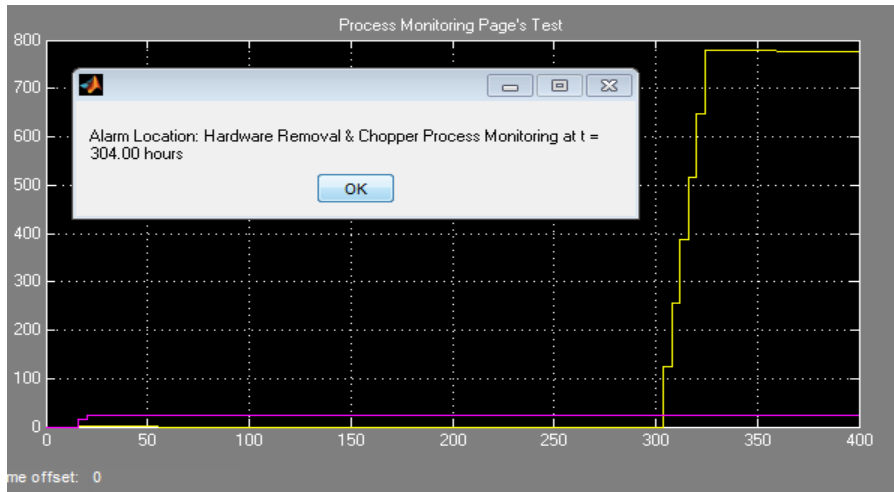 Process Monitoring Page's Test
800
700
Alarm Location: Hardware Removal & Chopper Process Monitoring at t =
304.00 hours
600
OK
500
400
300
200
100
0
0 50 100 150 200 250 300 350 400
me offset: 0